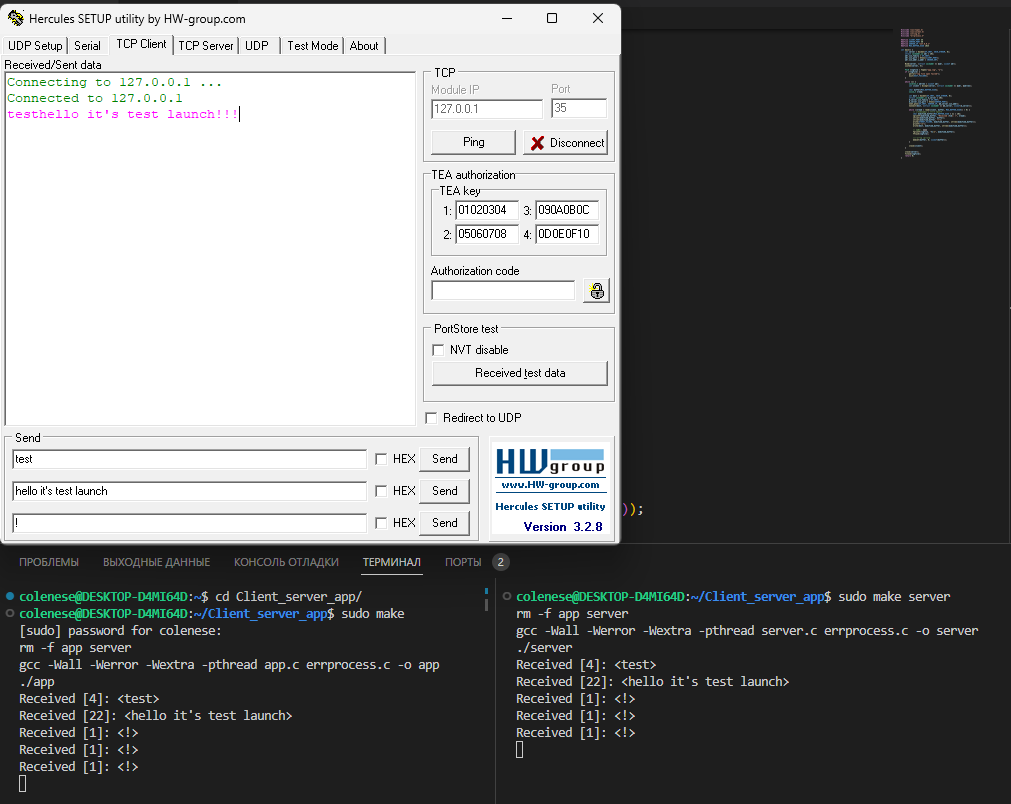 Hercules SETUP utility by HW-group.com
UDP Setup Serial TCP Client TCP Server UDP Test Mode About
Received/Sent data
Connecting to 127.0.0.1 ...
Connected to 127.0.0.1
testhello it's test launch!!!
TCP
Module IP Port
127.0.0.1 35
Ping Disconnect
TEA authorization
TEA key
1: 01020304 3: 090A0B0C
2: 05060708 4: 0D0E0F10
Authorization code
PortStore test
NVT disable
Received test data
Redirect to UDP
Send
test HEX Send
hello it's test launch HEX Send
! HEX Send
HW group
www.HW-group.com
Hercules SETUP utility
Version 3.2.8
));
ПРОБЛЕМЫ ВЫХОДНЫЕ ДАННЫЕ КОНСОЛЬ ОТЛАДКИ ТЕРМИНАЛ ПОРТЫ 2
colenese@DESKTOP-D4MI64D:~$ cd Client_server_app/
colenese@DESKTOP-D4MI64D:~/Client_server_app$ sudo make
[sudo] password for colenese:
rm -f app server
gcc -Wall -Werror -Wextra -pthread app.c errprocess.c -o app
./app
Received [4]: <test>
Received [22]: <hello it's test launch>
Received [1]: <!>
Received [1]: <!>
Received [1]: <!>
colenese@DESKTOP-D4MI64D:~/Client_server_app$ sudo make server
rm -f app server
gcc -Wall -Werror -Wextra -pthread server.c errprocess.c -o server
./server
Received [4]: <test>
Received [22]: <hello it's test launch>
Received [1]: <!>
Received [1]: <!>
Received [1]: <!>